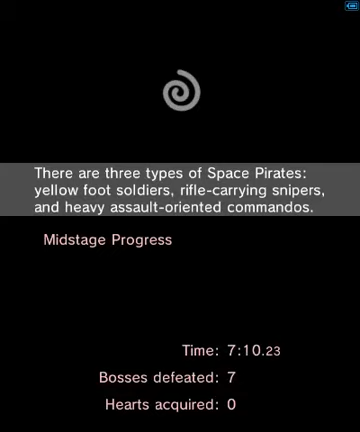 There are three types of Space Pirates:
yellow foot soldiers, rifle-carrying snipers,
and heavy assault-oriented commandos.
Midstage Progress
Time: 7:10.23
Bosses defeated: 7
Hearts acquired: 0